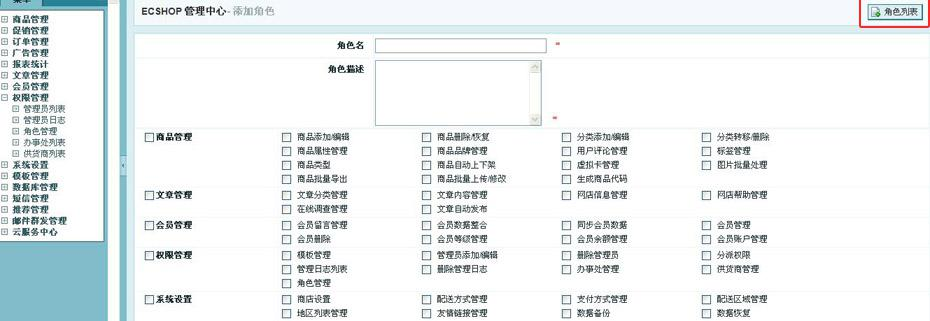 菜单
商品管理
促销管理
订单管理
广告管理
报表统计
文章管理
会员管理
权限管理
管理员列表
管理员日志
角色管理
办事处列表
供货商列表
系统设置
模板管理
数据库管理
短信管理
推荐管理
邮件群发管理
云服务中心
ECSHOP 管理中心 - 添加角色
角色列表
角色名 *
角色描述 *
商品管理 商品添加/编辑 商品删除/恢复 分类添加/编辑 分类转移/删除
商品属性管理 商品品牌管理 用户评论管理 标签管理
商品类型 商品自动上下架 虚拟卡管理 图片批量处理
商品批量导出 商品批量上传/修改 生成商品代码
文章管理 文章分类管理 文章内容管理 网店信息管理 网店帮助管理
在线调查管理 文章自动发布
会员管理 会员留言管理 会员数据整合 同步会员数据 会员管理
会员删除 会员等级管理 会员余额管理 会员账户管理
权限管理 模板管理 管理员添加/编辑 删除管理员 分派权限
管理日志列表 删除管理日志 办事处管理 供货商管理
角色管理
系统设置 商店设置 配送方式管理 支付方式管理 配送区域管理
地区列表管理 友情链接管理 数据备份 数据恢复